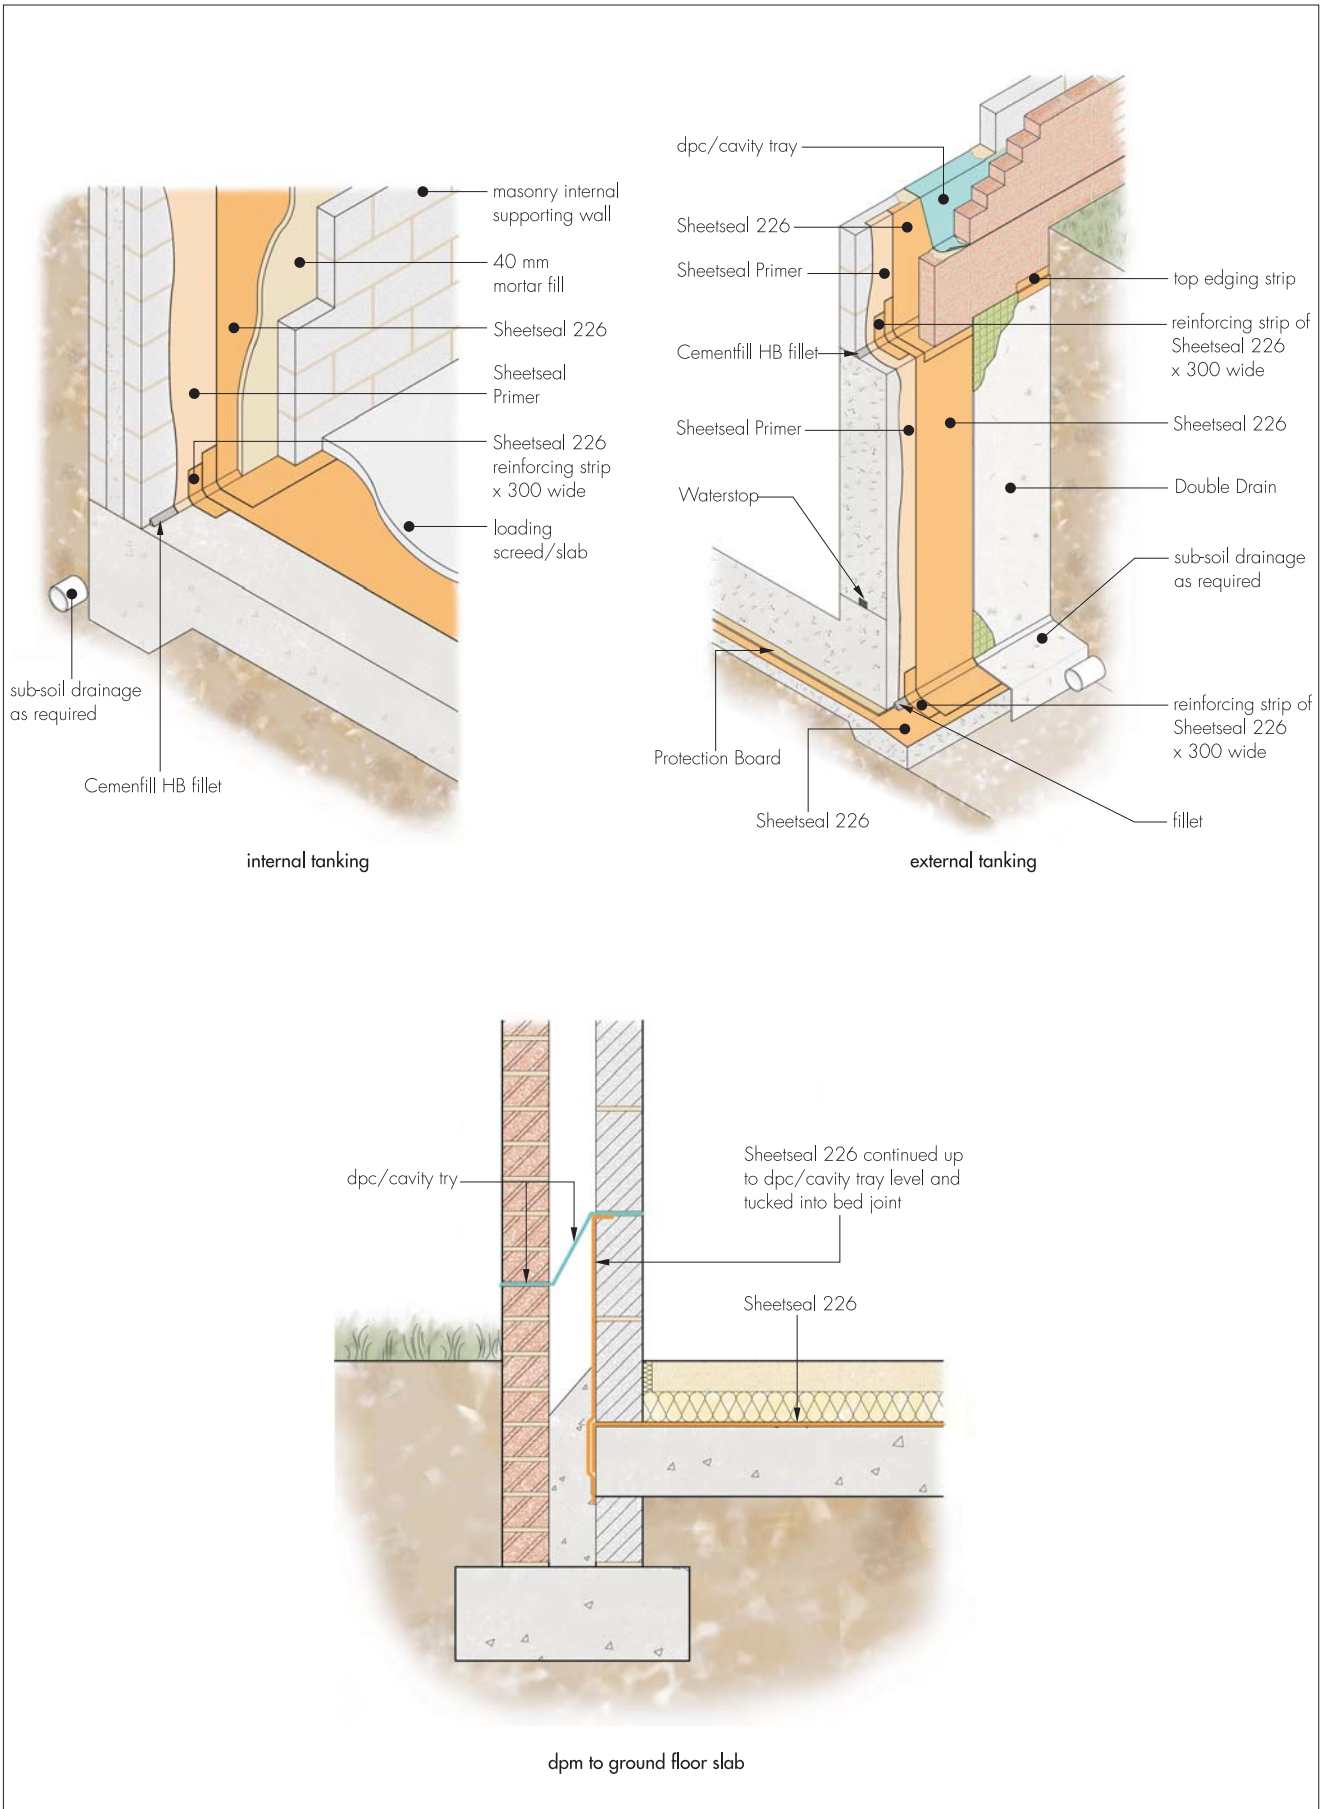 masonry internal
supporting wall
40 mm
mortar fill
Sheetseal 226
Sheetseal
Primer
Sheetseal 226
reinforcing strip
x 300 wide
loading
screed/slab
sub-soil drainage
as required
Cemenfill HB fillet
internal tanking
dpc/cavity tray
Sheetseal 226
Sheetseal Primer
Cementfill HB fillet
Sheetseal Primer
Waterstop
Protection Board
Sheetseal 226
top edging strip
reinforcing strip of
Sheetseal 226
x 300 wide
Sheetseal 226
Double Drain
sub-soil drainage
as required
reinforcing strip of
Sheetseal 226
x 300 wide
fillet
external tanking
dpc/cavity try
Sheetseal 226 continued up
to dpc/cavity tray level and
tucked into bed joint
Sheetseal 226
dpm to ground floor slab